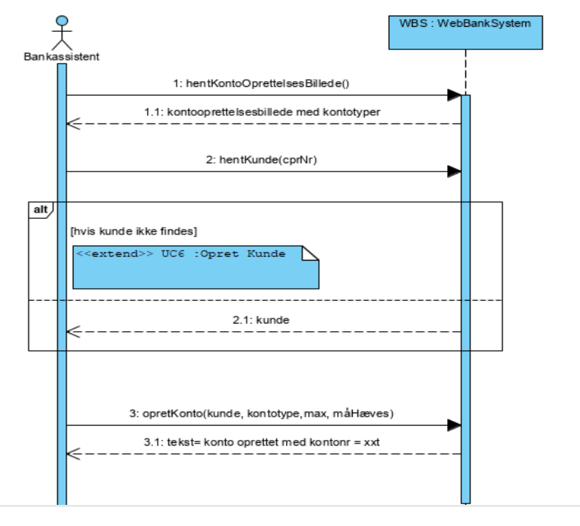 WBS : WebBankSystem
Bankassistent
1: hentKontoOprettelsesBillede()
1.1: kontooprettelsesbillede med kontotyper
2: hentKunde(cprNr)
alt
[hvis kunde ikke findes]
<<extend>> UC6 :Opret Kunde
2.1: kunde
3: opretKonto(kunde, kontotype,max, måHæves)
3.1: tekst= konto oprettet med kontonr = xxt